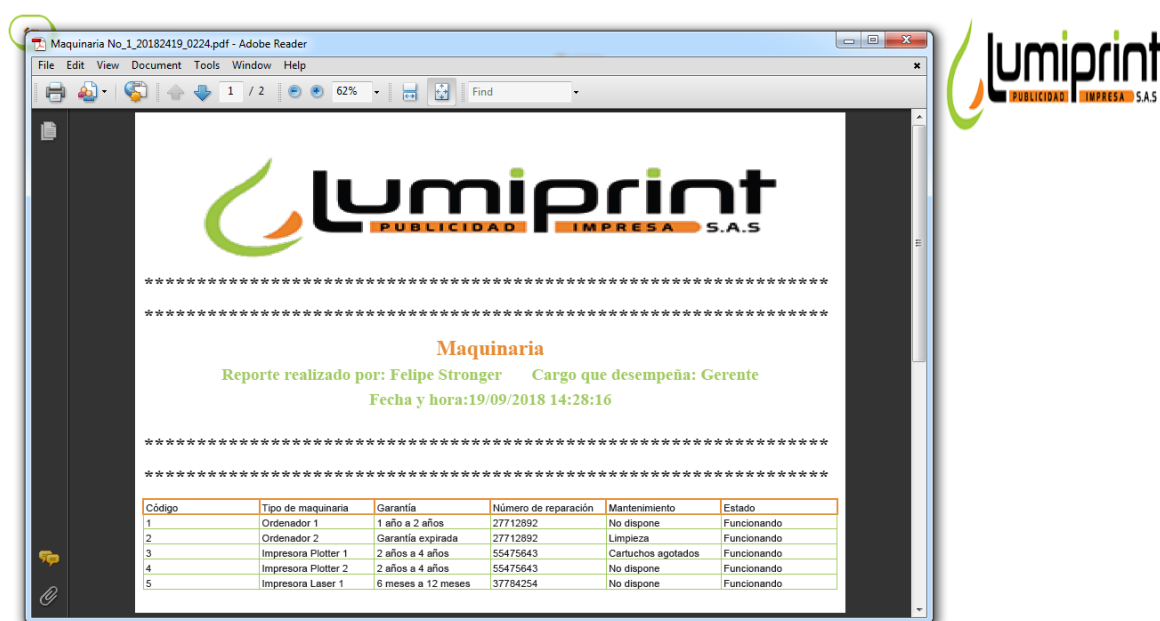 Maquinaria No_1_20182419_0224.pdf - Adobe Reader
File Edit View Document Tools Window Help
1 / 2 62% Find
lumiprint
PUBLICIDAD IMPRESA S.A.S
lumiprint
PUBLICIDAD IMPRESA S.A.S
*****************************************************************
*****************************************************************
Maquinaria
Reporte realizado por: Felipe Stronger Cargo que desempeña: Gerente
Fecha y hora:19/09/2018 14:28:16
*****************************************************************
*****************************************************************
Código Tipo de maquinaria Garantía Número de reparación Mantenimiento Estado
1 Ordenador 1 1 año a 2 años 27712892 No dispone Funcionando
2 Ordenador 2 Garantía expirada 27712892 Limpieza Funcionando
3 Impresora Plotter 1 2 años a 4 años 55475643 Cartuchos agotados Funcionando
4 Impresora Plotter 2 2 años a 4 años 55475643 No dispone Funcionando
5 Impresora Laser 1 6 meses a 12 meses 37784254 No dispone Funcionando